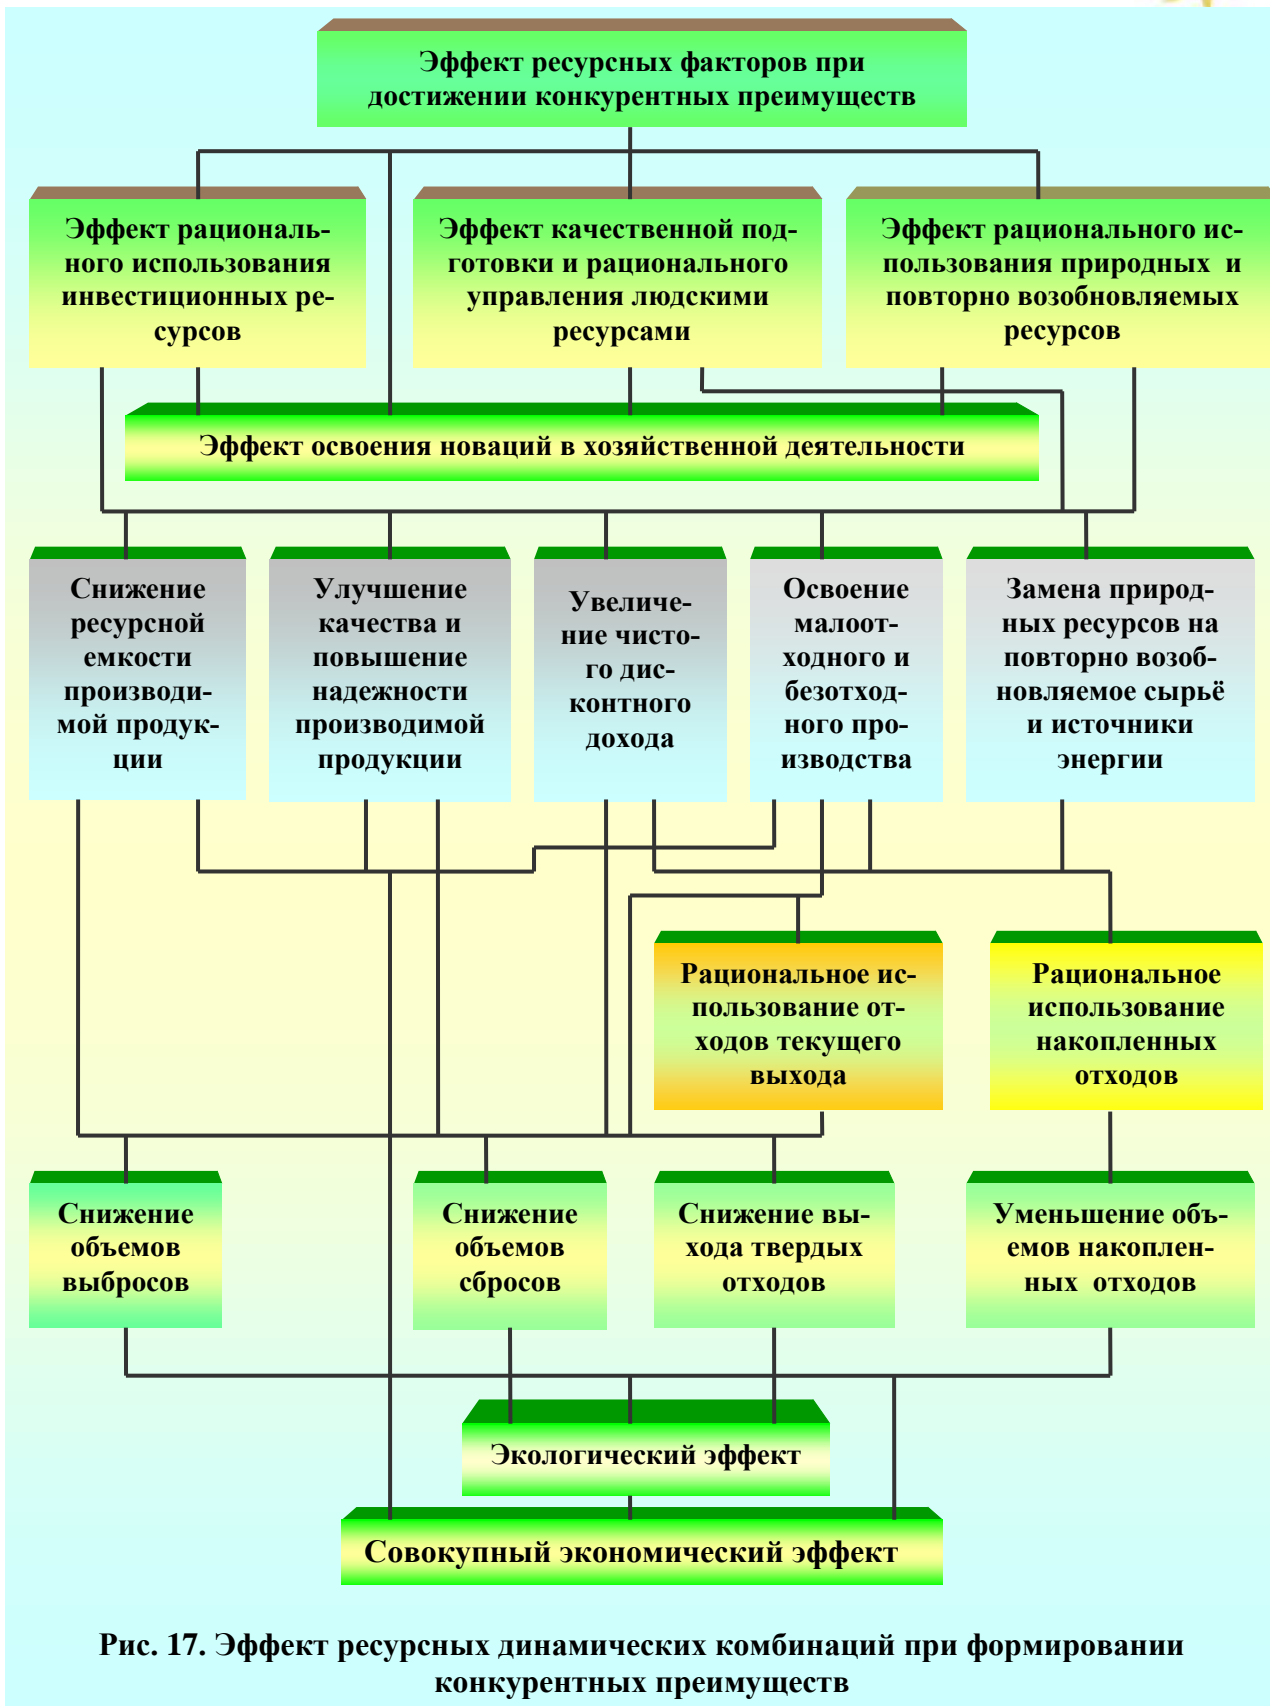 Эффект ресурсных факторов при
достижении конкурентных преимуществ
Эффект рациональ-
ного использования
инвестиционных ре-
сурсов
Эффект качественной под-
готовки и рационального
управления людскими
ресурсами
Эффект рационального ис-
пользования природных и
повторно возобновляемых
ресурсов
Эффект освоения новаций в хозяйственной деятельности
Снижение
ресурсной
емкости
производи-
мой продук-
ции
Улучшение
качества и
повышение
надежности
производимой
продукции
Увеличе-
ние чисто-
го дис-
контного
дохода
Освоение
малоот-
ходного и
безотход-
ного про-
изводства
Замена природ-
ных ресурсов на
повторно возоб-
новляемое сырьё
и источники
энергии
Рациональное ис-
пользование от-
ходов текущего
выхода
Рациональное
использование
накопленных
отходов
Снижение
объемов
выбросов
Снижение
объемов
сбросов
Снижение вы-
хода твердых
отходов
Уменьшение объ-
емов накоплен-
ных отходов
Экологический эффект
Совокупный экономический эффект
Рис. 17. Эффект ресурсных динамических комбинаций при формировании
конкурентных преимуществ